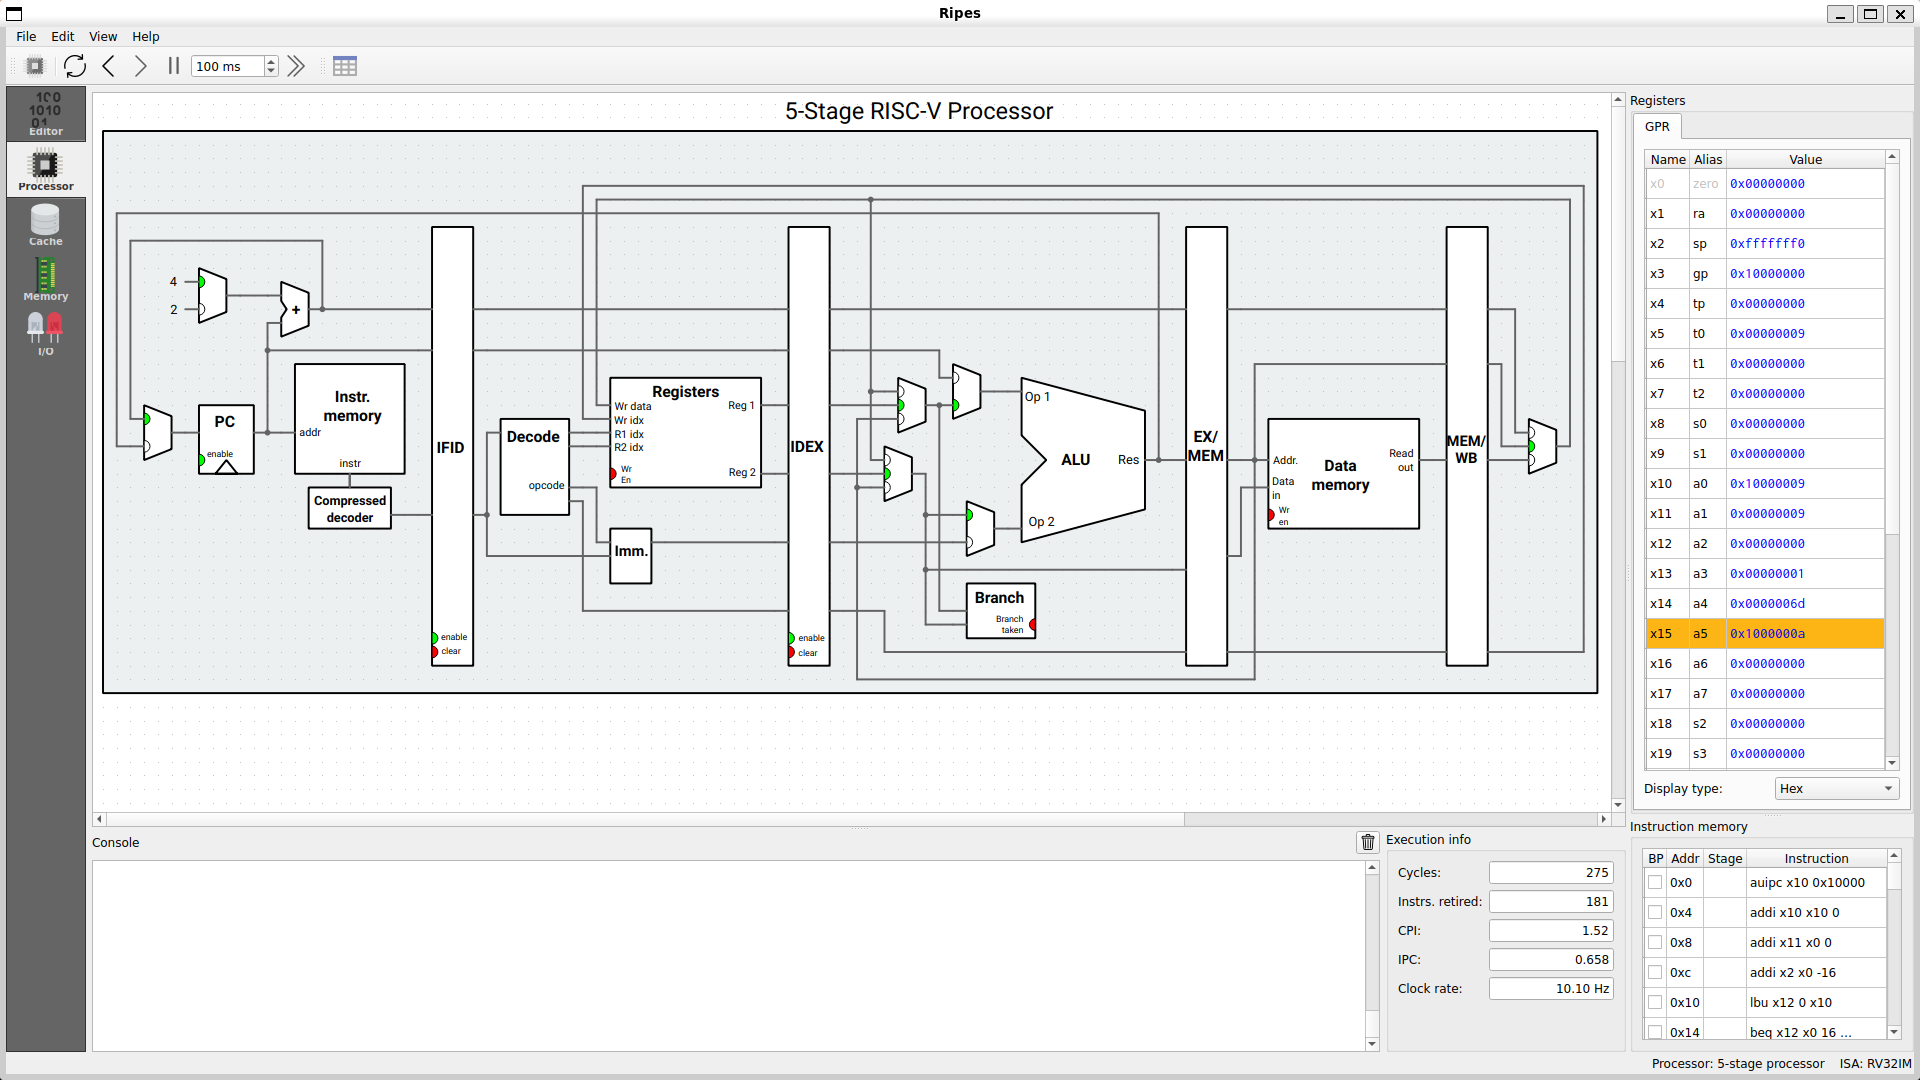 Ripes
File Edit View Help
100 ms
Editor
Processor
Cache
Memory
I/O
5-Stage RISC-V Processor
4
2
+
PC
enable
Instr. memory
addr
instr
Compressed decoder
IFID
enable
clear
Decode
opcode
Registers
Wr data
Wr idx
R1 idx
R2 idx
Wr En
Reg 1
Reg 2
Imm.
IDEX
enable
clear
Op 1
ALU
Res
Op 2
Branch
Branch taken
EX/MEM
Addr.
Data in
Wr en
Data memory
Read out
MEM/WB
Registers
GPR
Name Alias Value
x0 zero 0x00000000
x1 ra 0x00000000
x2 sp 0xfffffff0
x3 gp 0x10000000
x4 tp 0x00000000
x5 t0 0x00000009
x6 t1 0x00000000
x7 t2 0x00000000
x8 s0 0x00000000
x9 s1 0x00000000
x10 a0 0x10000009
x11 a1 0x00000009
x12 a2 0x00000000
x13 a3 0x00000001
x14 a4 0x0000006d
x15 a5 0x1000000a
x16 a6 0x00000000
x17 a7 0x00000000
x18 s2 0x00000000
x19 s3 0x00000000
Display type: Hex
Console
Execution info
Cycles: 275
Instrs. retired: 181
CPI: 1.52
IPC: 0.658
Clock rate: 10.10 Hz
Instruction memory
BP Addr Stage Instruction
0x0 auipc x10 0x10000
0x4 addi x10 x10 0
0x8 addi x11 x0 0
0xc addi x2 x0 -16
0x10 lbu x12 0 x10
0x14 beq x12 x0 16 ...
Processor: 5-stage processor ISA: RV32IM